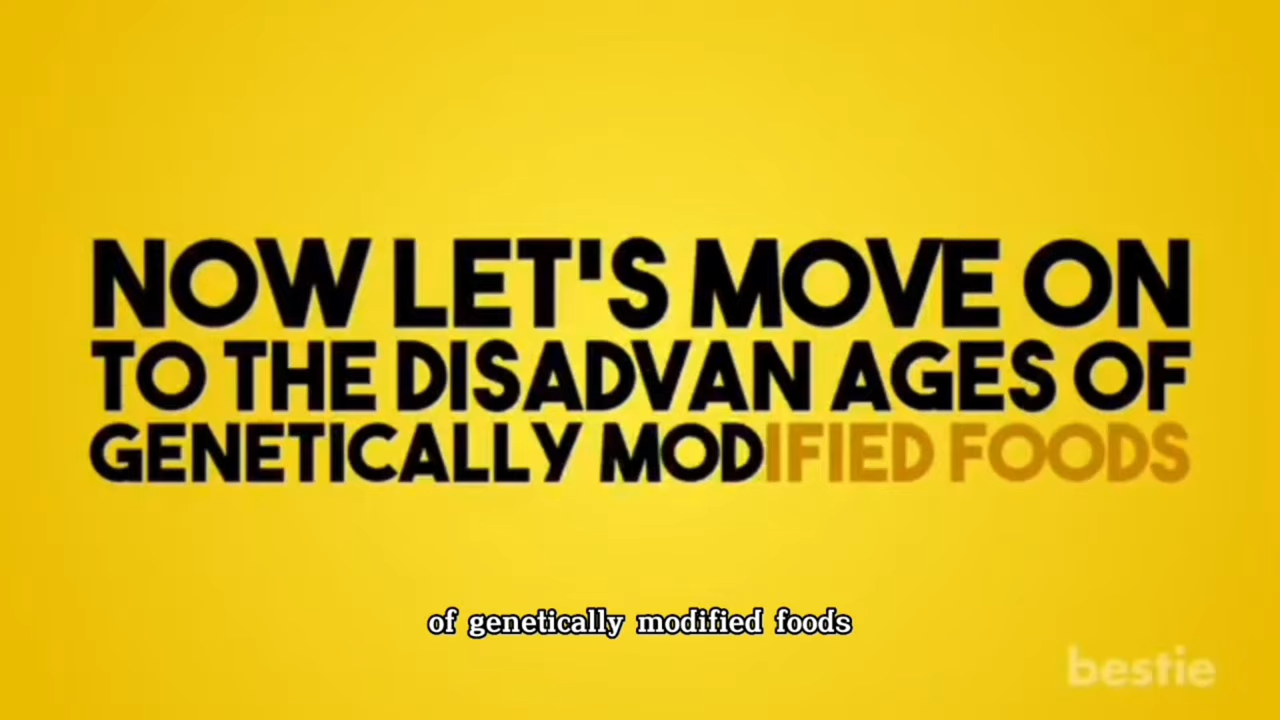 NOW LET'S MOVE ON
TO THE DISADVAN AGES OF
GENETICALLY MODIFIED FOODS
of genetically modified foods
bestie